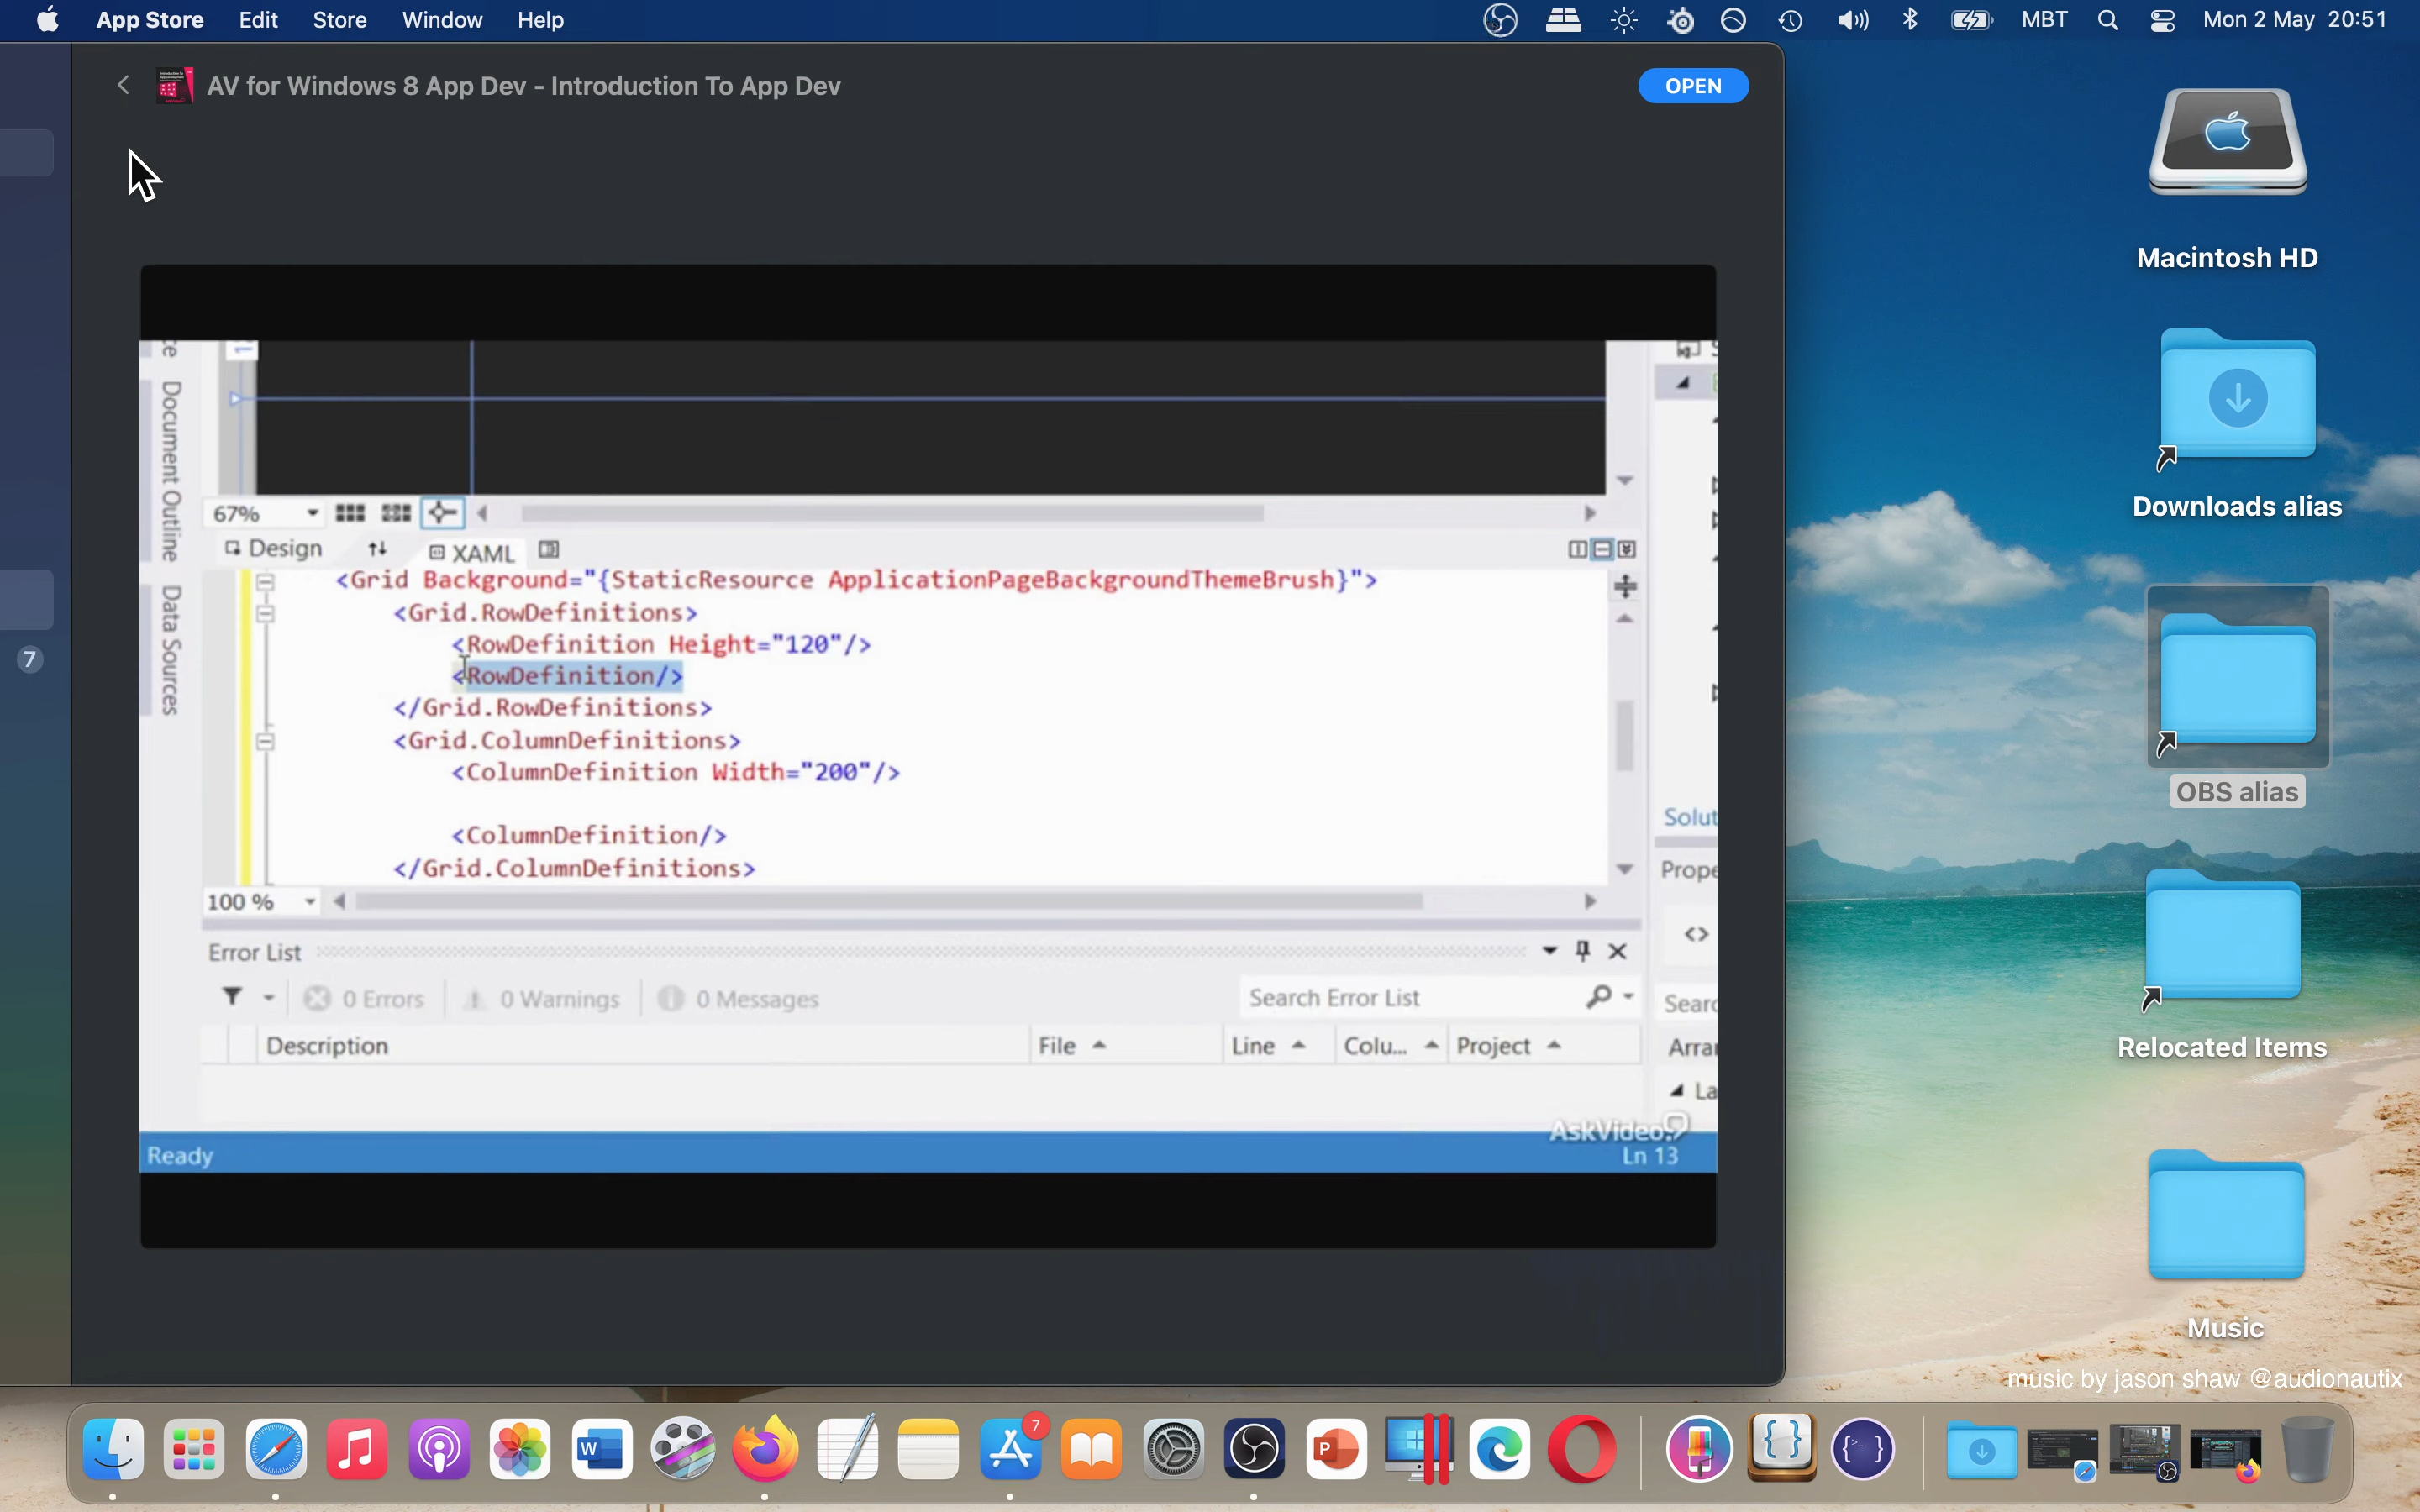 App Store Edit Store Window Help
MBT Mon 2 May 20:51
AV for Windows 8 App Dev - Introduction To App Dev
OPEN
7
Document Outline
Data Sources
67%
Design
XAML
<Grid Background="{StaticResource ApplicationPageBackgroundThemeBrush}">
<Grid.RowDefinitions>
<RowDefinition Height="120"/>
<RowDefinition/>
</Grid.RowDefinitions>
<Grid.ColumnDefinitions>
<ColumnDefinition Width="200"/>
<ColumnDefinition/>
</Grid.ColumnDefinitions>
100 %
Solut
Prope
Error List
0 Errors 0 Warnings 0 Messages
Search Error List
Searc
Description File Line Colu... Project
Arrar
La
AskVideo
Ready
Ln 13
Macintosh HD
Downloads alias
OBS alias
Relocated Items
Music
music by jason shaw @audionautix
7